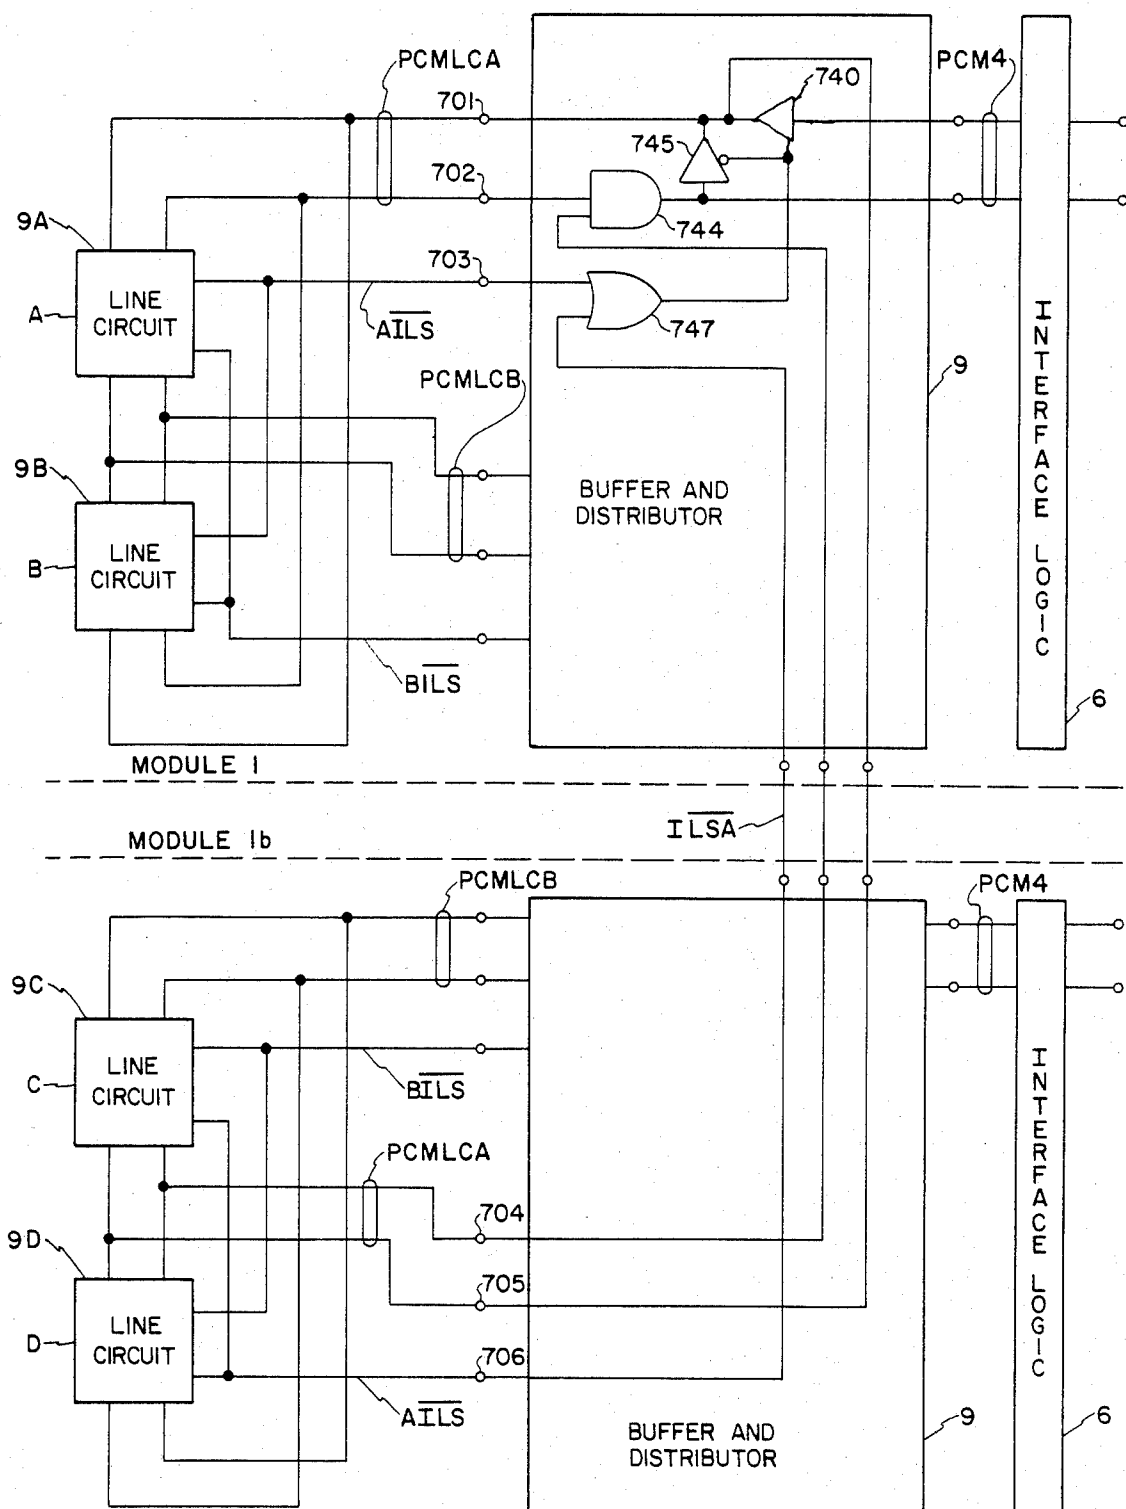 PCMLCA
701
740
PCM4
745
702
744
9A
703
LINE
CIRCUIT
A
AILS
747
INTERFACE LOGIC
9
PCMLCB
9B
BUFFER AND
DISTRIBUTOR
LINE
CIRCUIT
B
BILS
6
MODULE 1
ILSA
MODULE 1b
PCMLCB
PCM4
9C
LINE
CIRCUIT
C
BILS
INTERFACE LOGIC
PCMLCA
704
9D
705
LINE
CIRCUIT
D
706
AILS
9
6
BUFFER AND
DISTRIBUTOR